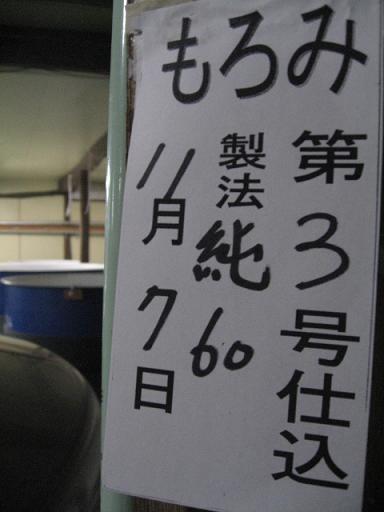 もろみ
第3号仕込
製法純60
11月7日